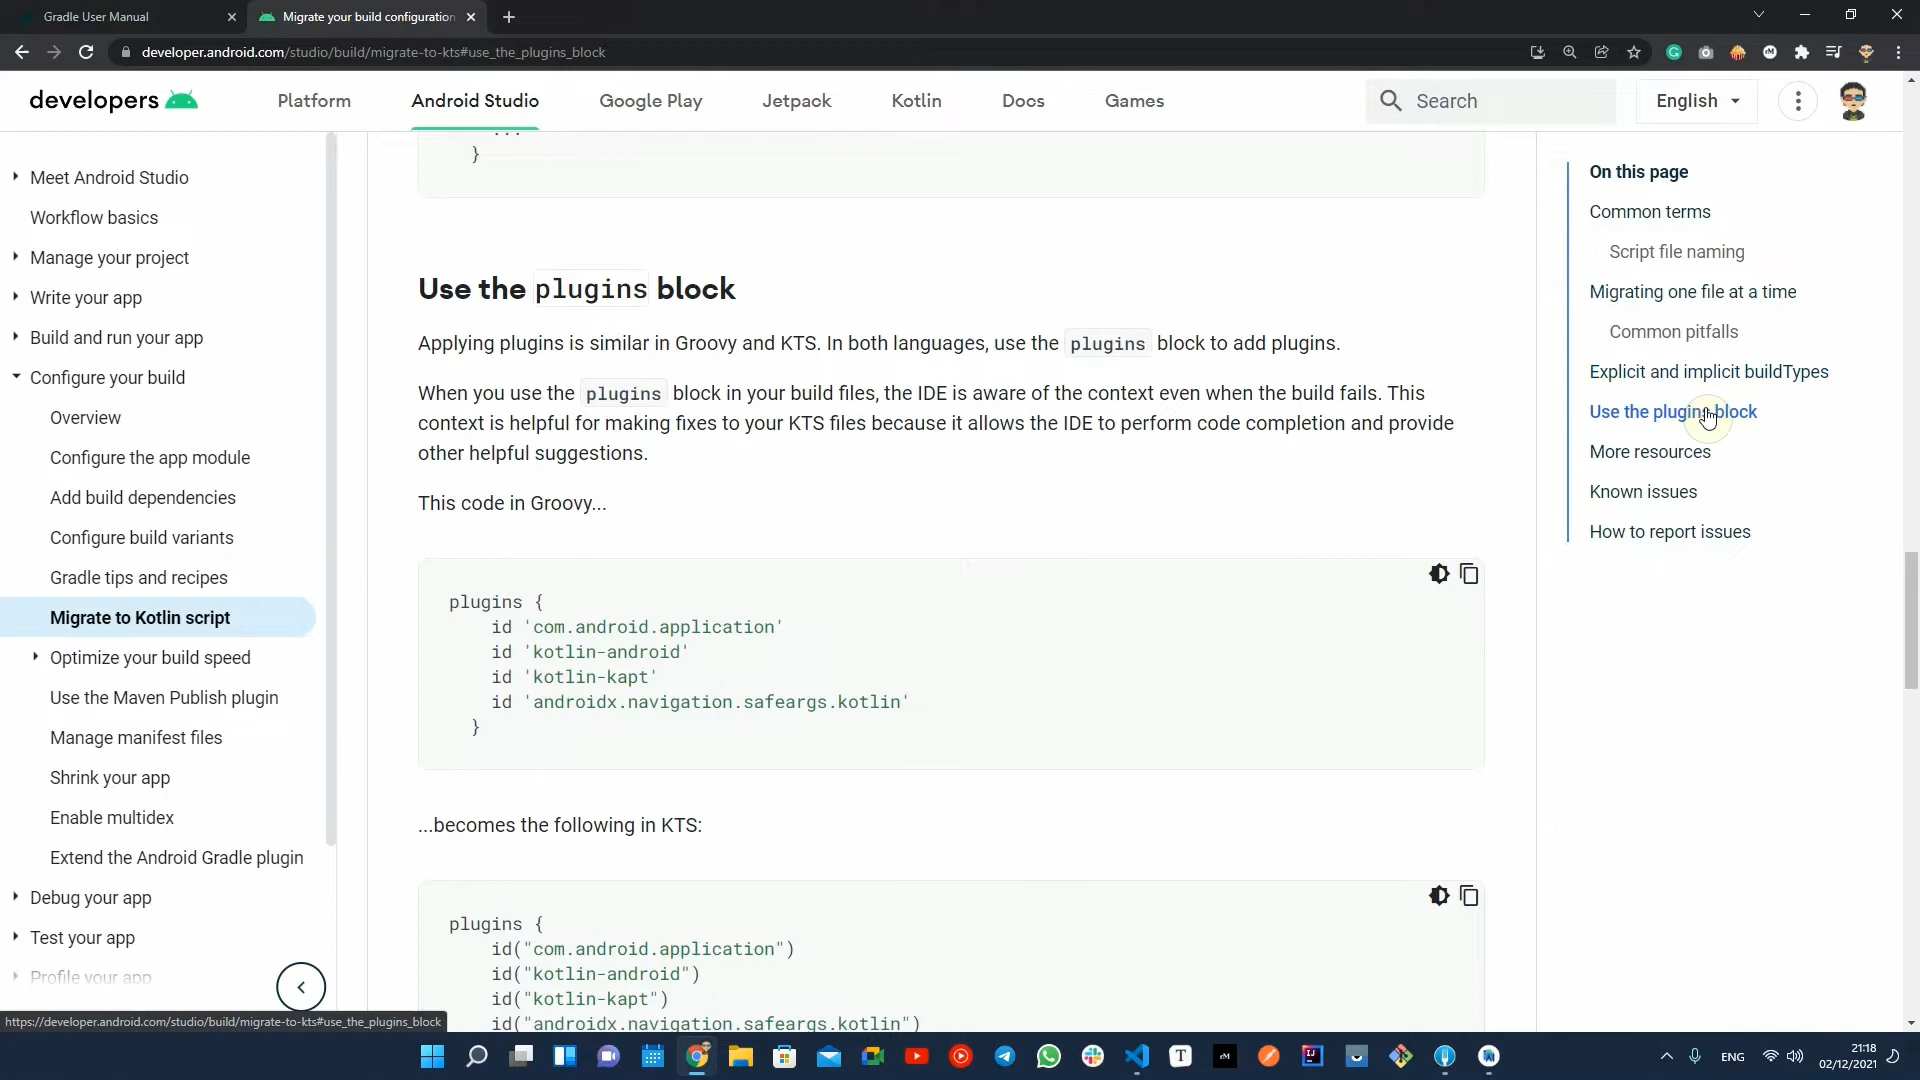 Gradle User Manual
Migrate your build configuration
developer.android.com/studio/build/migrate-to-kts#use_the_plugins_block
developers
Platform
Android Studio
Google Play
Jetpack
Kotlin
Docs
Games
Search
English
Meet Android Studio
Workflow basics
Manage your project
Write your app
Build and run your app
Configure your build
Overview
Configure the app module
Add build dependencies
Configure build variants
Gradle tips and recipes
Migrate to Kotlin script
Optimize your build speed
Use the Maven Publish plugin
Manage manifest files
Shrink your app
Enable multidex
Extend the Android Gradle plugin
Debug your app
Test your app
Profile your app
...
}
Use the plugins block
Applying plugins is similar in Groovy and KTS. In both languages, use the plugins block to add plugins.
When you use the plugins block in your build files, the IDE is aware of the context even when the build fails. This
context is helpful for making fixes to your KTS files because it allows the IDE to perform code completion and provide
other helpful suggestions.
This code in Groovy...
plugins {
id 'com.android.application'
id 'kotlin-android'
id 'kotlin-kapt'
id 'androidx.navigation.safeargs.kotlin'
}
...becomes the following in KTS:
plugins {
id("com.android.application")
id("kotlin-android")
id("kotlin-kapt")
id("androidx.navigation.safeargs.kotlin")
On this page
Common terms
Script file naming
Migrating one file at a time
Common pitfalls
Explicit and implicit buildTypes
Use the plugins block
More resources
Known issues
How to report issues
https://developer.android.com/studio/build/migrate-to-kts#use_the_plugins_block
T
rM
IJ
ENG
21:18
02/12/2021